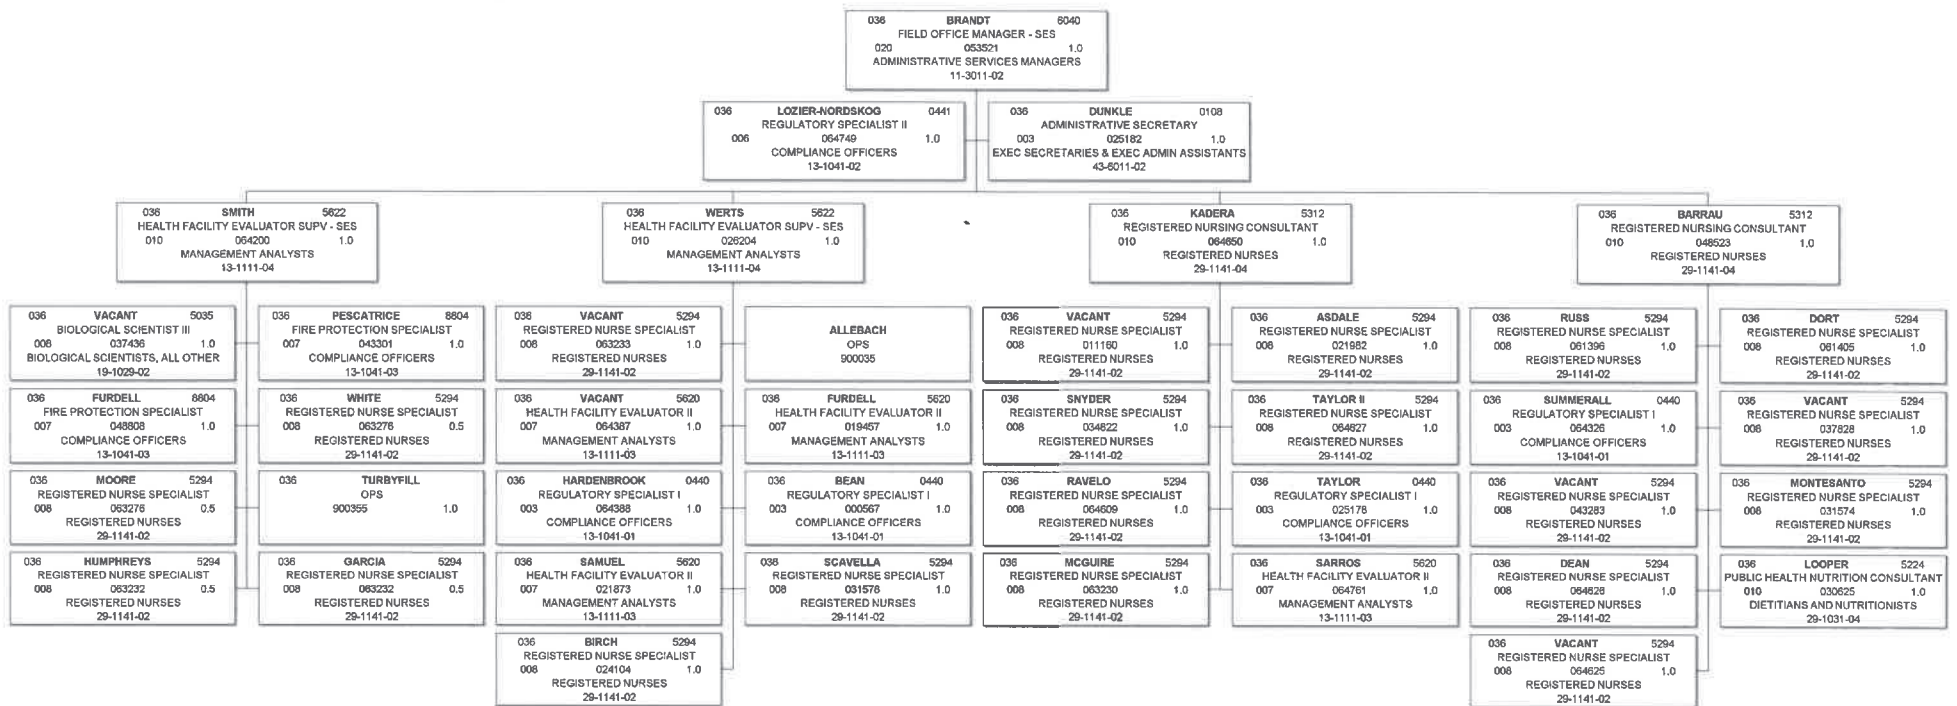 036 BRANDT 6040
FIELD OFFICE MANAGER - SES
020 053521 1.0
ADMINISTRATIVE SERVICES MANAGERS
11-3011-02
036 LOZIER-NORDSKOG 0441
REGULATORY SPECIALIST II
006 064749 1.0
COMPLIANCE OFFICERS
13-1041-02
036 DUNKLE 0108
ADMINISTRATIVE SECRETARY
003 025182 1.0
EXEC SECRETARIES & EXEC ADMIN ASSISTANTS
43-6011-02
036 SMITH 5622
HEALTH FACILITY EVALUATOR SUPV - SES
010 064200 1.0
MANAGEMENT ANALYSTS
13-1111-04
036 WERTS 5622
HEALTH FACILITY EVALUATOR SUPV - SES
010 026204 1.0
MANAGEMENT ANALYSTS
13-1111-04
036 KADERA 5312
REGISTERED NURSING CONSULTANT
010 064650 1.0
REGISTERED NURSES
29-1141-04
036 BARRAU 5312
REGISTERED NURSING CONSULTANT
010 048523 1.0
REGISTERED NURSES
29-1141-04
036 VACANT 5035
BIOLOGICAL SCIENTIST III
008 037436 1.0
BIOLOGICAL SCIENTISTS, ALL OTHER
19-1029-02
036 PESCATRICE 8804
FIRE PROTECTION SPECIALIST
007 043301 1.0
COMPLIANCE OFFICERS
13-1041-03
036 FURDELL 8804
FIRE PROTECTION SPECIALIST
007 048808 1.0
COMPLIANCE OFFICERS
13-1041-03
036 WHITE 5294
REGISTERED NURSE SPECIALIST
008 063276 0.5
REGISTERED NURSES
29-1141-02
036 MOORE 5294
REGISTERED NURSE SPECIALIST
008 063276 0.5
REGISTERED NURSES
29-1141-02
036 TURBYFILL
OPS
900355 1.0
036 HUMPHREYS 5294
REGISTERED NURSE SPECIALIST
008 063232 0.5
REGISTERED NURSES
29-1141-02
036 GARCIA 5294
REGISTERED NURSE SPECIALIST
008 063232 0.5
REGISTERED NURSES
29-1141-02
036 VACANT 5294
REGISTERED NURSE SPECIALIST
008 063233 1.0
REGISTERED NURSES
29-1141-02
ALLEBACH
OPS
900035
036 VACANT 5620
HEALTH FACILITY EVALUATOR II
007 064387 1.0
MANAGEMENT ANALYSTS
13-1111-03
036 FURDELL 5620
HEALTH FACILITY EVALUATOR II
007 019457 1.0
MANAGEMENT ANALYSTS
13-1111-03
036 HARDENBROOK 0440
REGULATORY SPECIALIST I
003 064388 1.0
COMPLIANCE OFFICERS
13-1041-01
036 BEAN 0440
REGULATORY SPECIALIST I
003 000567 1.0
COMPLIANCE OFFICERS
13-1041-01
036 SAMUEL 5620
HEALTH FACILITY EVALUATOR II
007 021873 1.0
MANAGEMENT ANALYSTS
13-1111-03
036 SCAVELLA 5294
REGISTERED NURSE SPECIALIST
008 031576 1.0
REGISTERED NURSES
29-1141-02
036 BIRCH 5294
REGISTERED NURSE SPECIALIST
008 024104 1.0
REGISTERED NURSES
29-1141-02
036 VACANT 5294
REGISTERED NURSE SPECIALIST
008 011160 1.0
REGISTERED NURSES
29-1141-02
036 ASDALE 5294
REGISTERED NURSE SPECIALIST
008 021982 1.0
REGISTERED NURSES
29-1141-02
036 SNYDER 5294
REGISTERED NURSE SPECIALIST
008 034822 1.0
REGISTERED NURSES
29-1141-02
036 TAYLOR II 5294
REGISTERED NURSE SPECIALIST
008 064627 1.0
REGISTERED NURSES
29-1141-02
036 RAVELO 5294
REGISTERED NURSE SPECIALIST
008 064609 1.0
REGISTERED NURSES
29-1141-02
036 TAYLOR 0440
REGULATORY SPECIALIST I
003 025178 1.0
COMPLIANCE OFFICERS
13-1041-01
036 MCGUIRE 5294
REGISTERED NURSE SPECIALIST
008 063230 1.0
REGISTERED NURSES
29-1141-02
036 SARROS 5620
HEALTH FACILITY EVALUATOR II
007 064761 1.0
MANAGEMENT ANALYSTS
13-1111-03
036 RUSS 5294
REGISTERED NURSE SPECIALIST
008 061396 1.0
REGISTERED NURSES
29-1141-02
036 DORT 5294
REGISTERED NURSE SPECIALIST
008 061405 1.0
REGISTERED NURSES
29-1141-02
036 SUMMERALL 0440
REGULATORY SPECIALIST I
003 064326 1.0
COMPLIANCE OFFICERS
13-1041-01
036 VACANT 5294
REGISTERED NURSE SPECIALIST
008 037828 1.0
REGISTERED NURSES
29-1141-02
036 VACANT 5294
REGISTERED NURSE SPECIALIST
008 043283 1.0
REGISTERED NURSES
29-1141-02
036 MONTESANTO 5294
REGISTERED NURSE SPECIALIST
008 031574 1.0
REGISTERED NURSES
29-1141-02
036 DEAN 5294
REGISTERED NURSE SPECIALIST
008 064626 1.0
REGISTERED NURSES
29-1141-02
036 LOOPER 5224
PUBLIC HEALTH NUTRITION CONSULTANT
010 030625 1.0
DIETITIANS AND NUTRITIONISTS
29-1031-04
036 VACANT 5294
REGISTERED NURSE SPECIALIST
008 064625 1.0
REGISTERED NURSES
29-1141-02